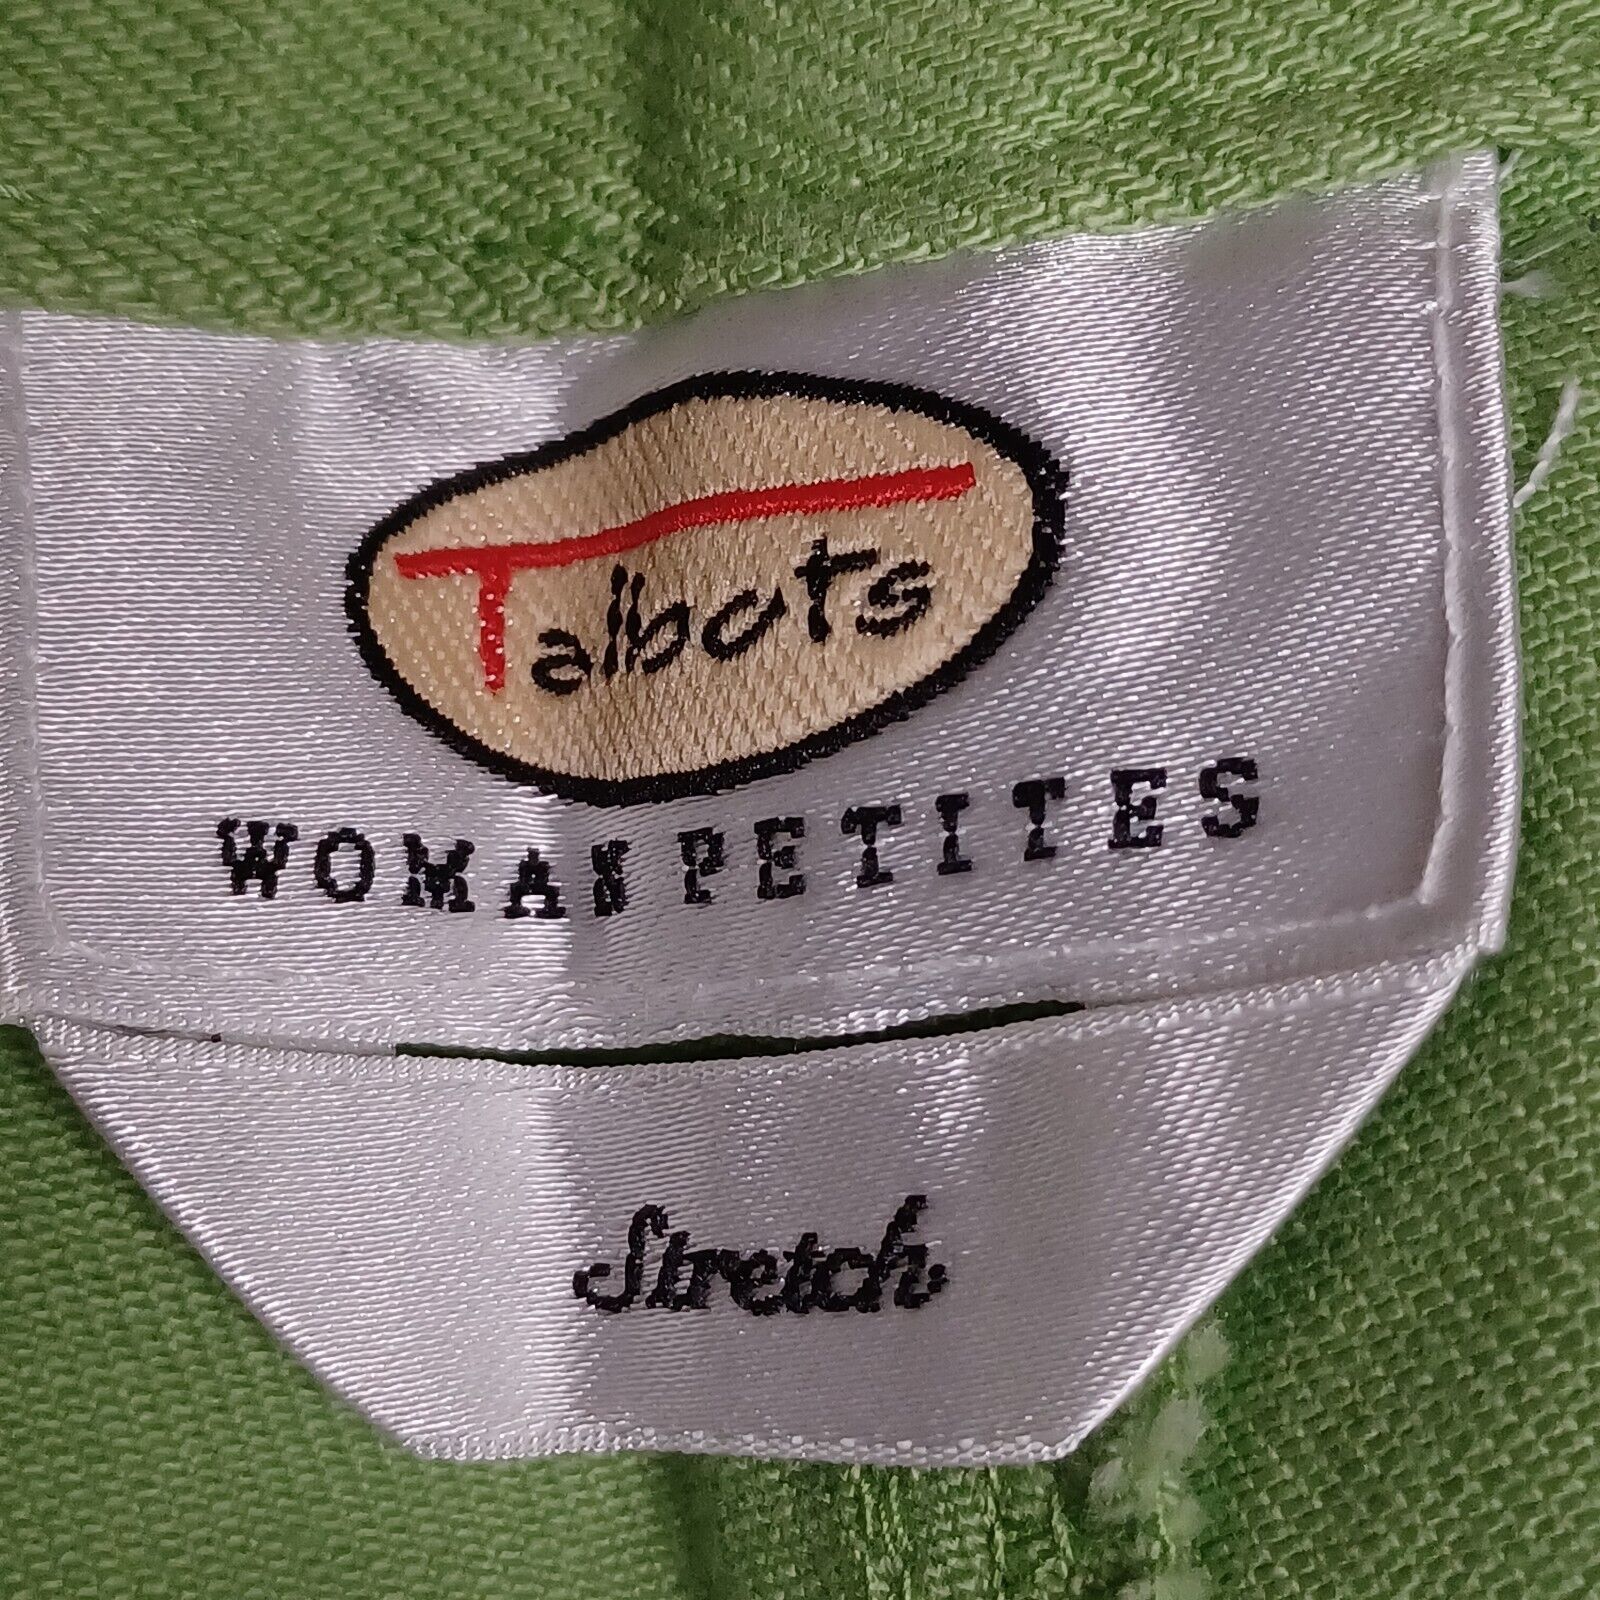 Talbots
WOMAN PETITES
Stretch